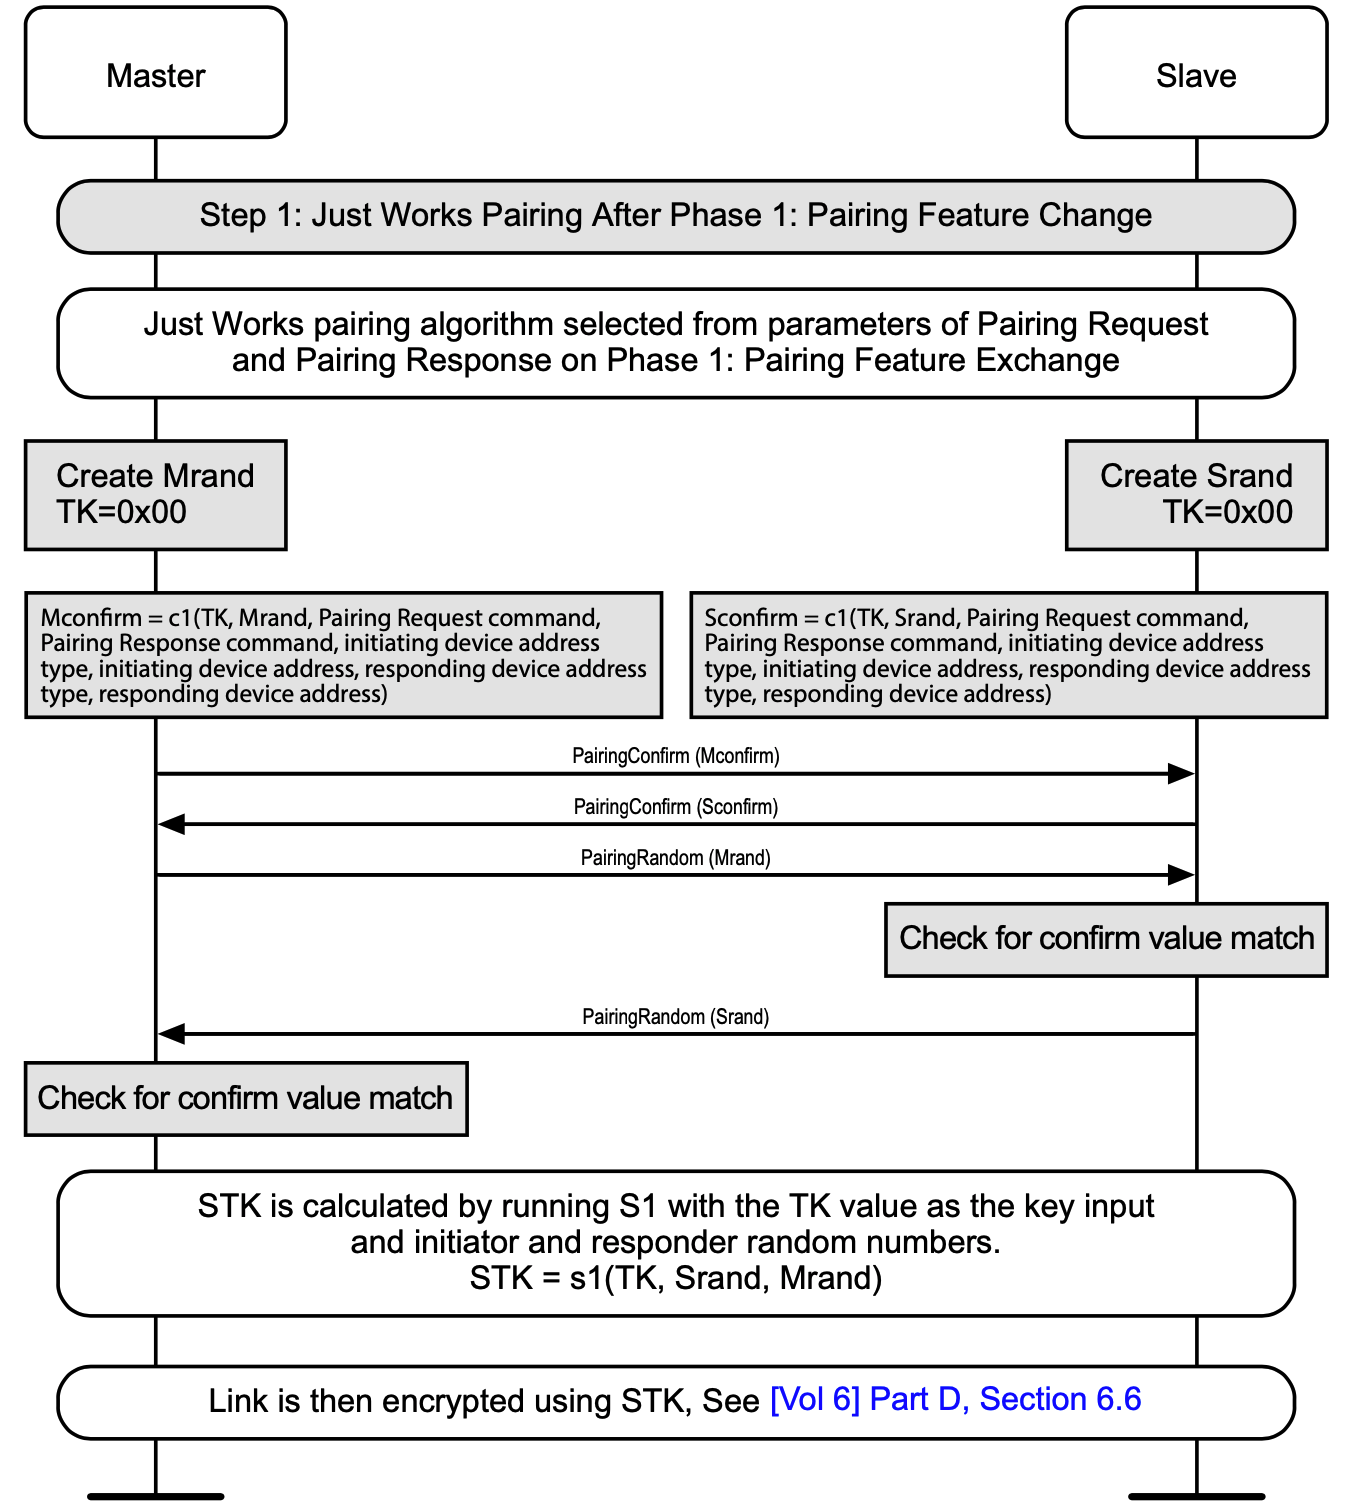 Master
Slave
Step 1: Just Works Pairing After Phase 1: Pairing Feature Change
Just Works pairing algorithm selected from parameters of Pairing Request
and Pairing Response on Phase 1: Pairing Feature Exchange
Create Mrand
TK=0x00
Create Srand
TK=0x00
Mconfirm = c1(TK, Mrand, Pairing Request command,
Pairing Response command, initiating device address
type, initiating device address, responding device address
type, responding device address)
Sconfirm = c1(TK, Srand, Pairing Request command,
Pairing Response command, initiating device address
type, initiating device address, responding device address
type, responding device address)
PairingConfirm (Mconfirm)
PairingConfirm (Sconfirm)
PairingRandom (Mrand)
Check for confirm value match
PairingRandom (Srand)
Check for confirm value match
STK is calculated by running S1 with the TK value as the key input
and initiator and responder random numbers.
STK = s1(TK, Srand, Mrand)
Link is then encrypted using STK, See [Vol 6] Part D, Section 6.6